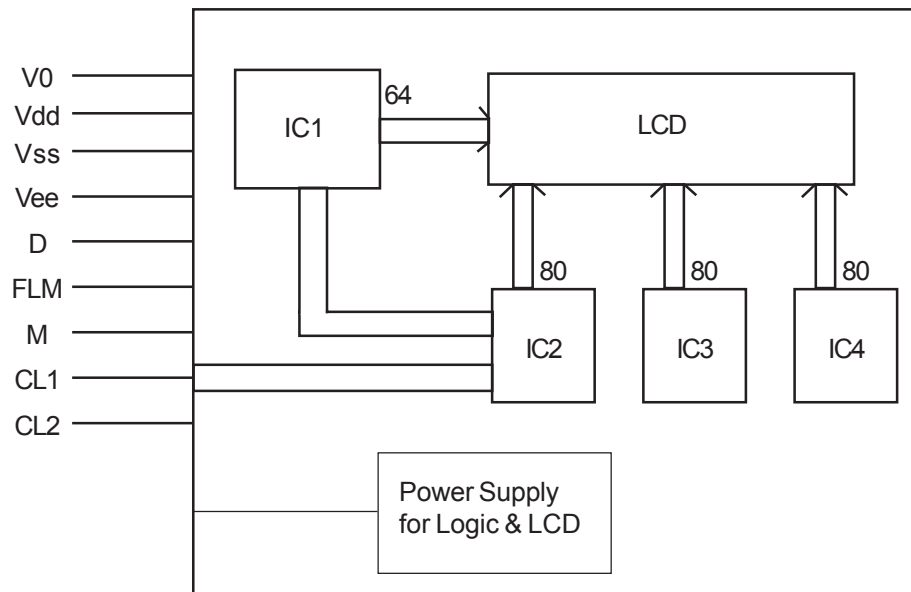 V0
Vdd
Vss
Vee
D
FLM
M
CL1
CL2
IC1
64
LCD
80
80
80
IC2
IC3
IC4
Power Supply
for Logic & LCD